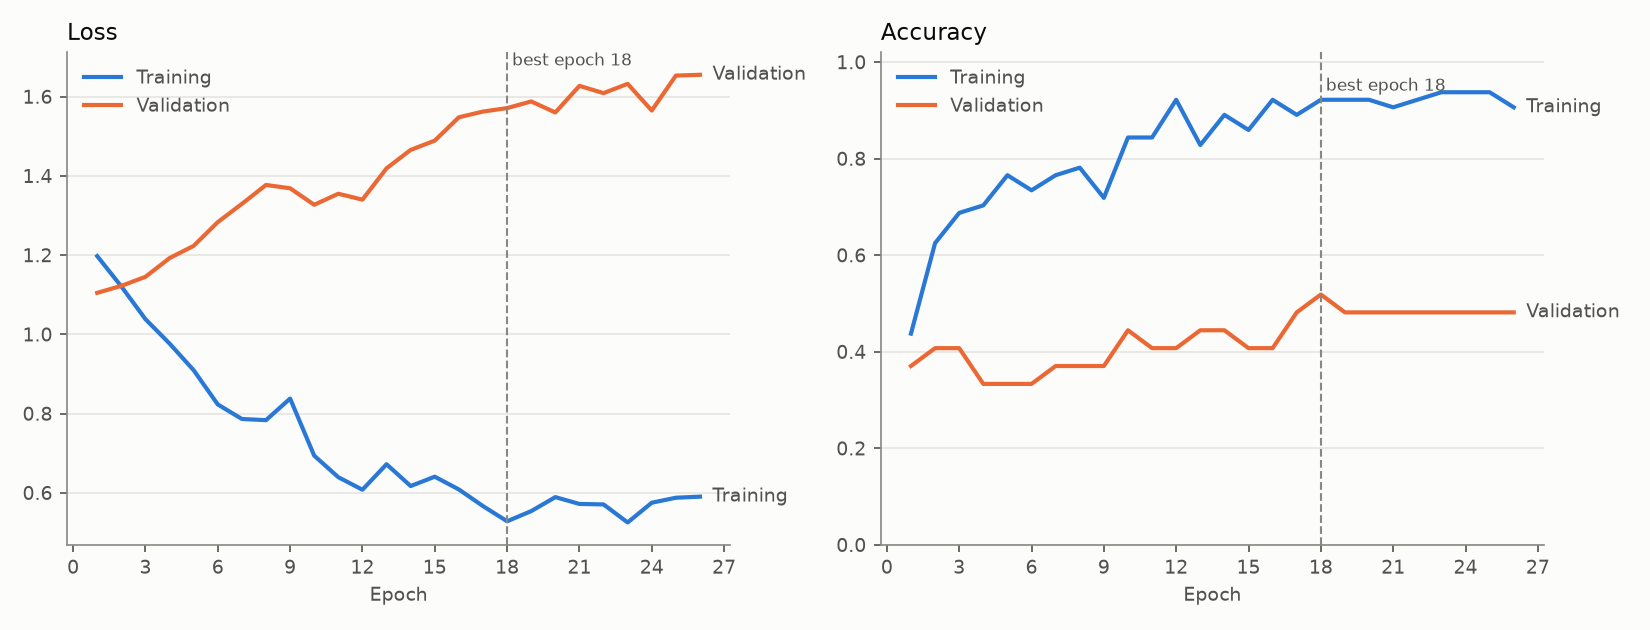 Loss
best epoch 18
Training
Validation
Validation
Training
1.6
1.4
1.2
1.0
0.8
0.6
0
3
6
9
12
15
18
21
24
27
Epoch
Accuracy
best epoch 18
Training
Validation
Training
Validation
1.0
0.8
0.6
0.4
0.2
0.0
0
3
6
9
12
15
18
21
24
27
Epoch